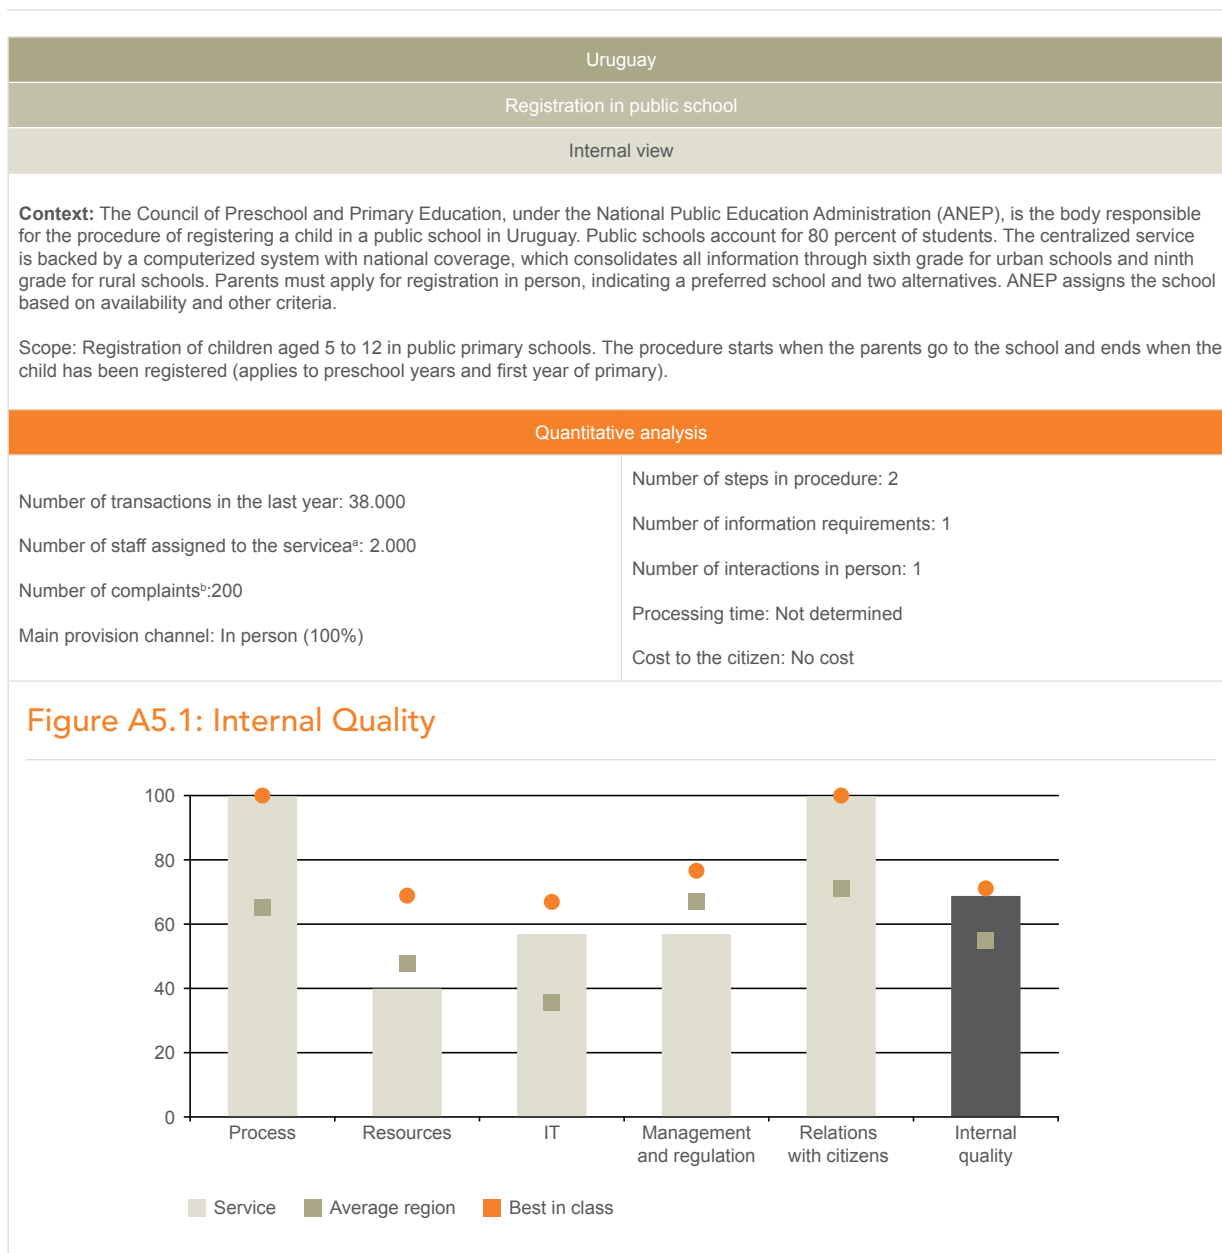 Uruguay
Registration in public school
Internal view
Context: The Council of Preschool and Primary Education, under the National Public Education Administration (ANEP), is the body responsible
for the procedure of registering a child in a public school in Uruguay. Public schools account for 80 percent of students. The centralized service
is backed by a computerized system with national coverage, which consolidates all information through sixth grade for urban schools and ninth
grade for rural schools. Parents must apply for registration in person, indicating a preferred school and two alternatives. ANEP assigns the school
based on availability and other criteria.
Scope: Registration of children aged 5 to 12 in public primary schools. The procedure starts when the parents go to the school and ends when the
child has been registered (applies to preschool years and first year of primary).
Quantitative analysis
Number of transactions in the last year: 38.000
Number of staff assigned to the serviceaᵃ: 2.000
Number of complaintsᵇ:200
Main provision channel: In person (100%)
Number of steps in procedure: 2
Number of information requirements: 1
Number of interactions in person: 1
Processing time: Not determined
Cost to the citizen: No cost
Figure A5.1: Internal Quality
100
80
60
40
20
0
Process
Resources
IT
Management
and regulation
Relations
with citizens
Internal
quality
Service
Average region
Best in class